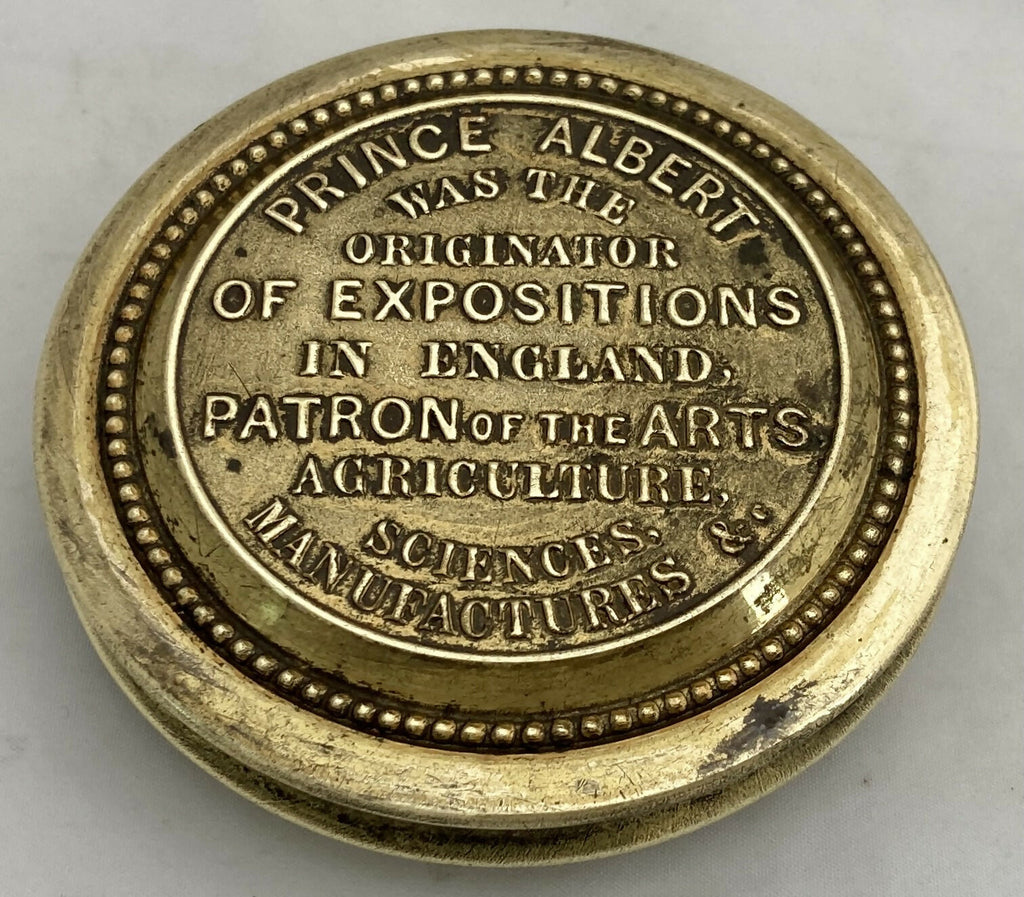 PRINCE ALBERT
WAS THE
ORIGINATOR
OF EXPOSITIONS
IN ENGLAND,
PATRON OF THE ARTS
AGRICULTURE,
SCIENCES,
MANUFACTURES &c